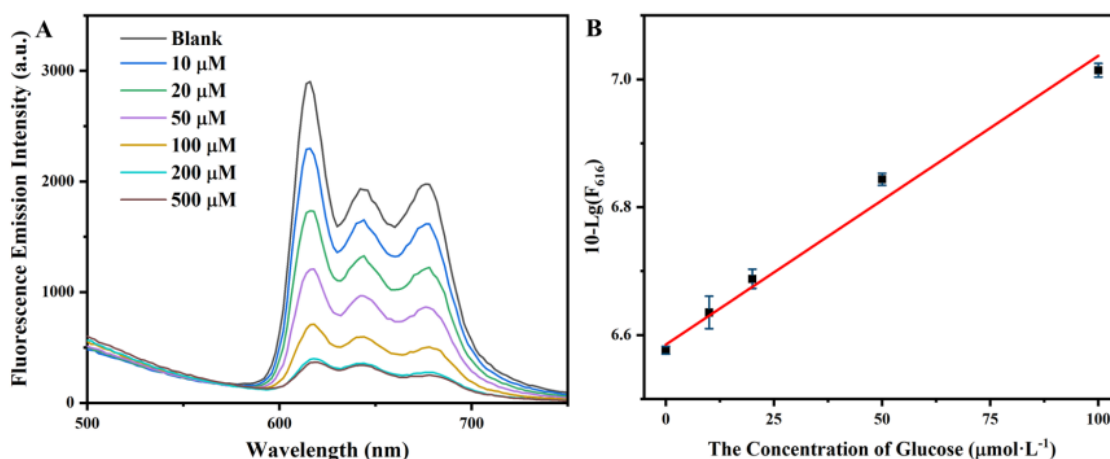 A
Blank
10 μM
20 μM
50 μM
100 μM
200 μM
500 μM
3000
2000
1000
0
Fluorescence Emission Intensity (a.u.)
500
600
700
Wavelength (nm)
B
7.0
6.8
6.6
10-Lg(F₆₁₆)
0
25
50
75
100
The Concentration of Glucose (μmol·L⁻¹)